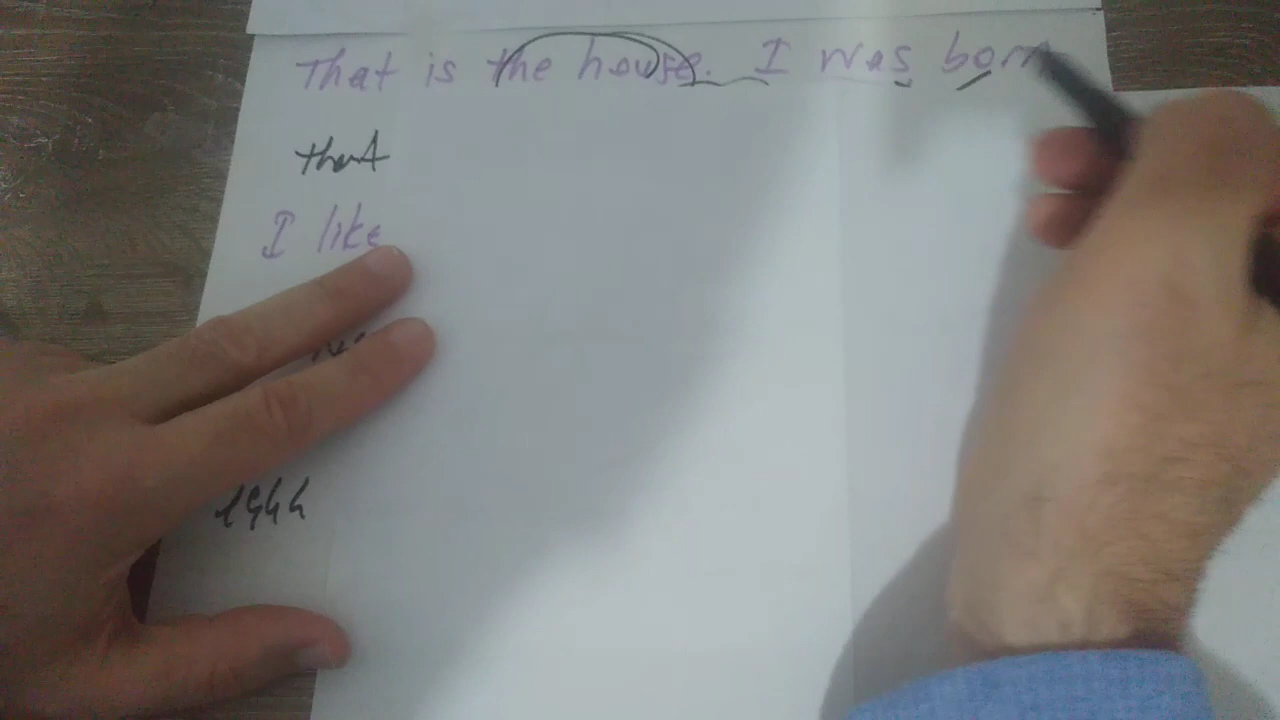 That is the house. I was born
that
I like